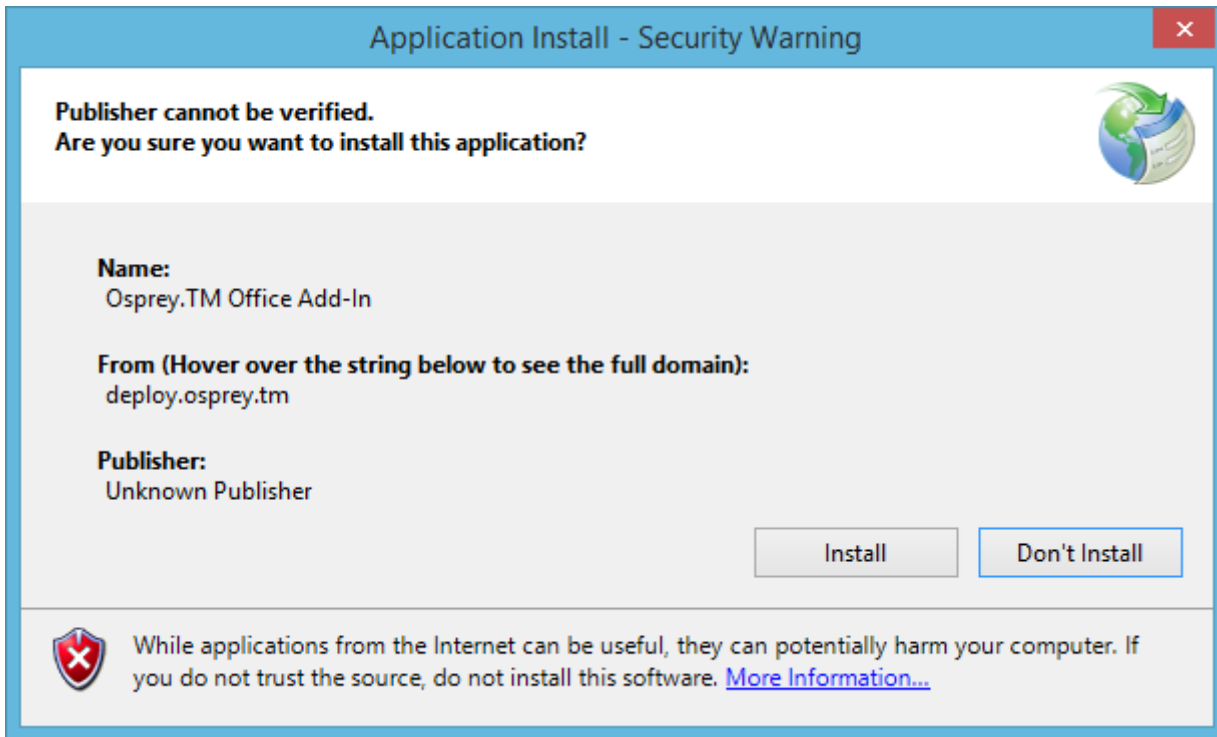 Application Install - Security Warning
Publisher cannot be verified.
Are you sure you want to install this application?
Name:
Osprey.TM Office Add-In
From (Hover over the string below to see the full domain):
deploy.osprey.tm
Publisher:
Unknown Publisher
Install
Don't Install
While applications from the Internet can be useful, they can potentially harm your computer. If
you do not trust the source, do not install this software. More Information...